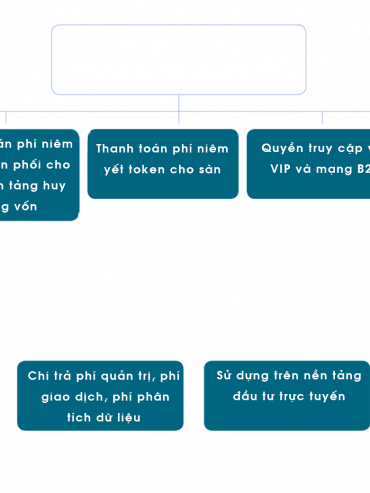 phí niêm
phối cho
tảng huy
vốn
Thanh toán phí niêm
yết token cho sàn
Quyền truy cập
VIP và mạng
Chi trả phí quản trị, phí
giao dịch, phí phân
tích dữ liệu
Sử dụng trên nền tảng
đầu tư trực tuyến